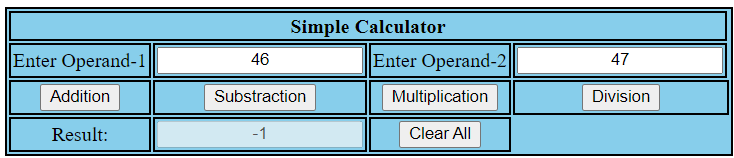 Simple Calculator
Enter Operand-1 46 Enter Operand-2 47
Addition Substraction Multiplication Division
Result: -1 Clear All